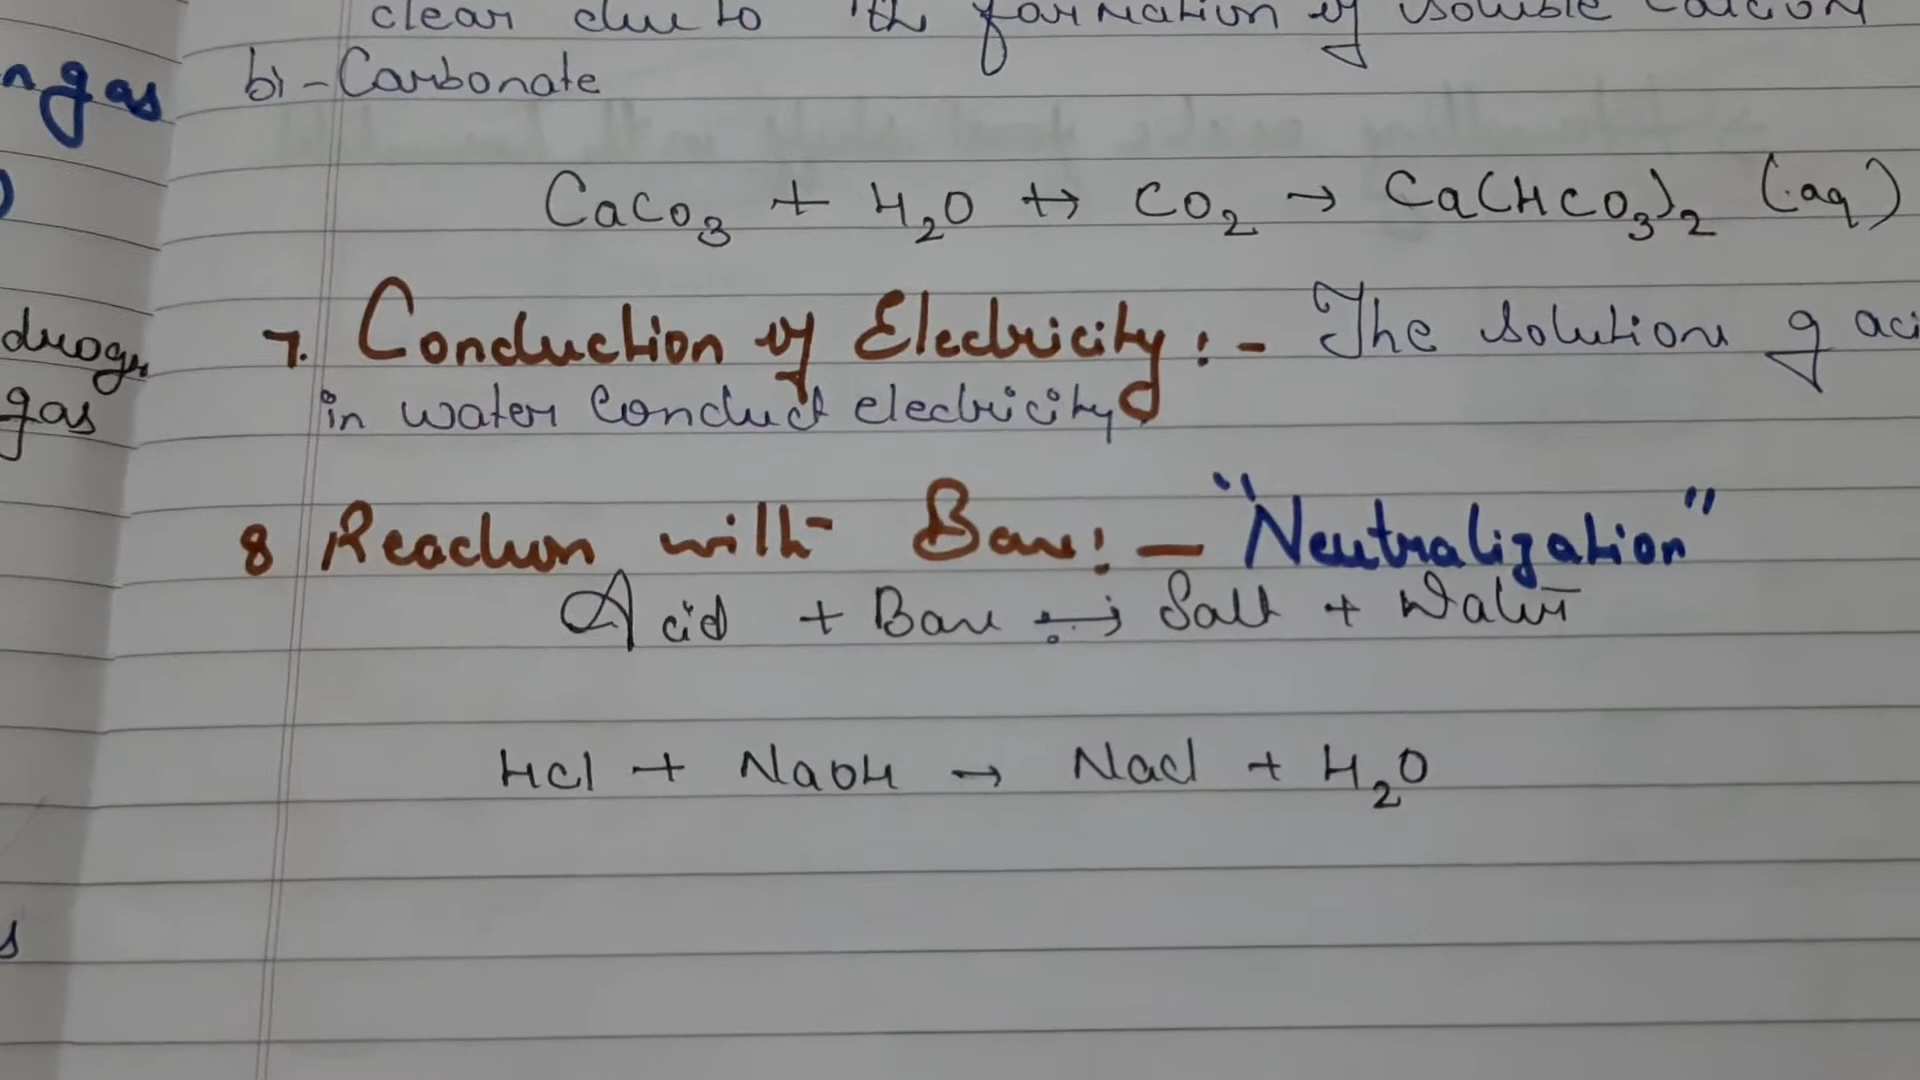 clear due to the formation of soluble calcium
bi-Carbonate
n gas
CaCO₃ + H₂O +→ CO₂ → Ca(HCO₃)₂ (aq)
7. Conduction of Electricity :- The solution of aci
in water conduct electricity
gas
8 Reaction with Base :- "Neutralization"
Acid + Base → Salt + Water
HCl + NaOH → NaCl + H₂O
s